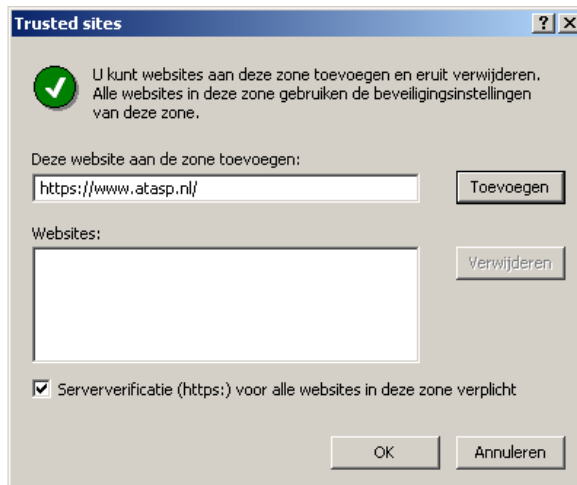 Trusted sites
U kunt websites aan deze zone toevoegen en eruit verwijderen.
Alle websites in deze zone gebruiken de beveiligingsinstellingen
van deze zone.
Deze website aan de zone toevoegen:
https://www.atasp.nl/
Toevoegen
Websites:
Verwijderen
Serververificatie (https:) voor alle websites in deze zone verplicht
OK
Annuleren